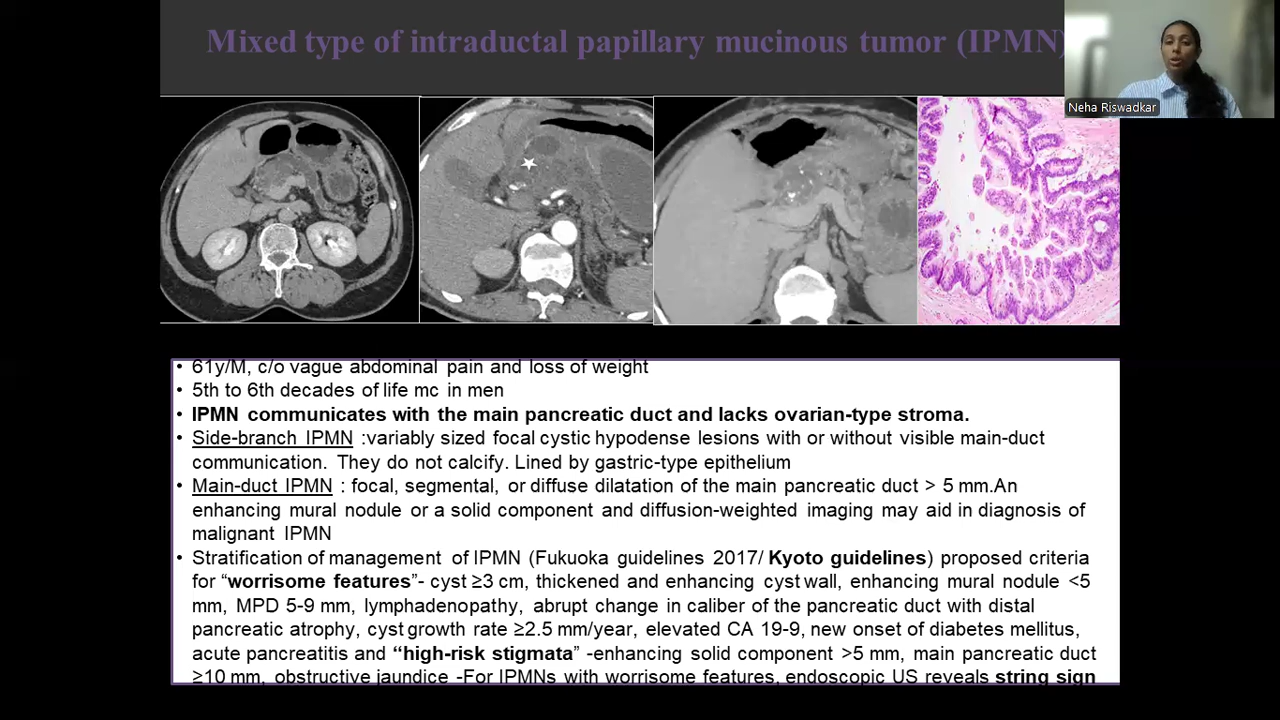 Mixed type of intraductal papillary mucinous tumor (IPMN)
Neha Riswadkar
• 61y/M, c/o vague abdominal pain and loss of weight
• 5th to 6th decades of life mc in men
• IPMN communicates with the main pancreatic duct and lacks ovarian-type stroma.
• Side-branch IPMN :variably sized focal cystic hypodense lesions with or without visible main-duct
communication. They do not calcify. Lined by gastric-type epithelium
• Main-duct IPMN : focal, segmental, or diffuse dilatation of the main pancreatic duct > 5 mm.An
enhancing mural nodule or a solid component and diffusion-weighted imaging may aid in diagnosis of
malignant IPMN
• Stratification of management of IPMN (Fukuoka guidelines 2017/ Kyoto guidelines) proposed criteria
for “worrisome features”- cyst ≥3 cm, thickened and enhancing cyst wall, enhancing mural nodule <5
mm, MPD 5-9 mm, lymphadenopathy, abrupt change in caliber of the pancreatic duct with distal
pancreatic atrophy, cyst growth rate ≥2.5 mm/year, elevated CA 19-9, new onset of diabetes mellitus,
acute pancreatitis and “high-risk stigmata” -enhancing solid component >5 mm, main pancreatic duct
≥10 mm, obstructive jaundice -For IPMNs with worrisome features, endoscopic US reveals string sign